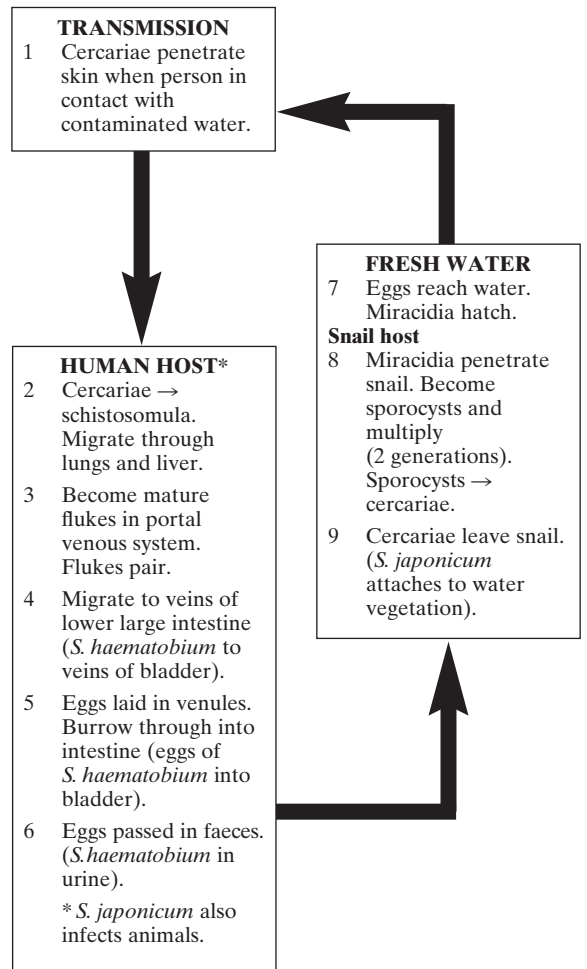 TRANSMISSION
1 Cercariae penetrate
skin when person in
contact with
contaminated water.
HUMAN HOST*
2 Cercariae →
schistosomula.
Migrate through
lungs and liver.
3 Become mature
flukes in portal
venous system.
Flukes pair.
4 Migrate to veins of
lower large intestine
(S. haematobium to
veins of bladder).
5 Eggs laid in venules.
Burrow through into
intestine (eggs of
S. haematobium into
bladder).
6 Eggs passed in faeces.
(S.haematobium in
urine).
* S. japonicum also
infects animals.
FRESH WATER
7 Eggs reach water.
Miracidia hatch.
Snail host
8 Miracidia penetrate
snail. Become
sporocysts and
multiply
(2 generations).
Sporocysts →
cercariae.
9 Cercariae leave snail.
(S. japonicum
attaches to water
vegetation).